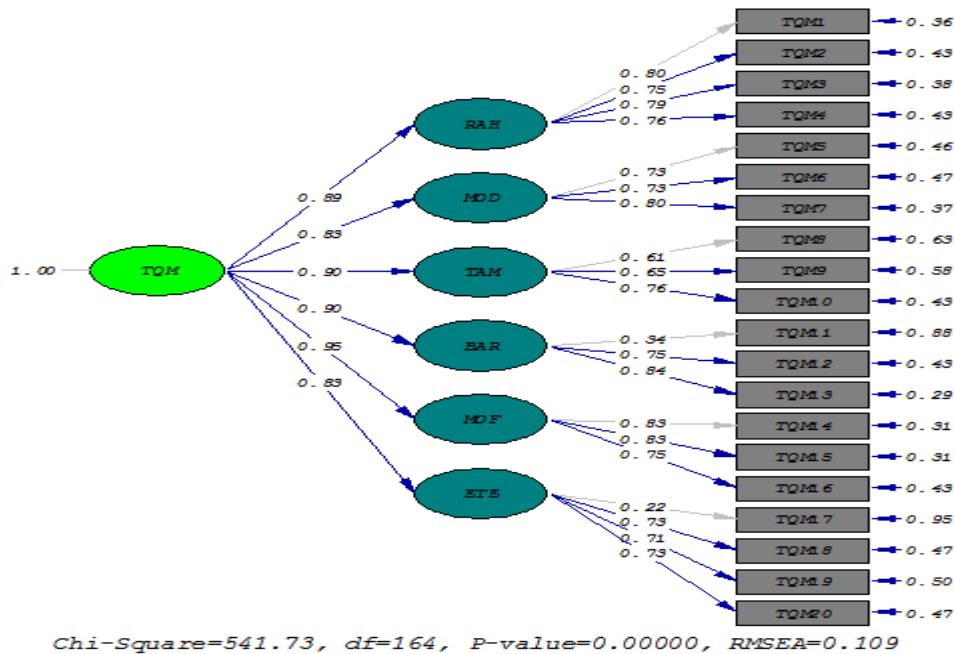 TQM1 0.36
TQM2 0.43
0.80
0.75 TQM3 0.38
0.79
RAH 0.76 TQM4 0.43
TQM5 0.46
0.73
0.73 TQM6 0.47
0.89 MOD 0.80 TQM7 0.37
0.83 TQM8 0.63
0.61
1.00 TQM 0.90 TAM 0.65 TQM9 0.58
0.76 TQM10 0.43
0.90
0.34 TQM11 0.88
0.95 BAR 0.75 TQM12 0.43
0.84
0.83 TQM13 0.29
MOF 0.83 TQM14 0.31
0.83
0.75 TQM15 0.31
TQM16 0.43
ETE 0.22 TQM17 0.95
0.73
0.71 TQM18 0.47
0.73 TQM19 0.50
TQM20 0.47
Chi-Square=541.73, df=164, P-value=0.00000, RMSEA=0.109